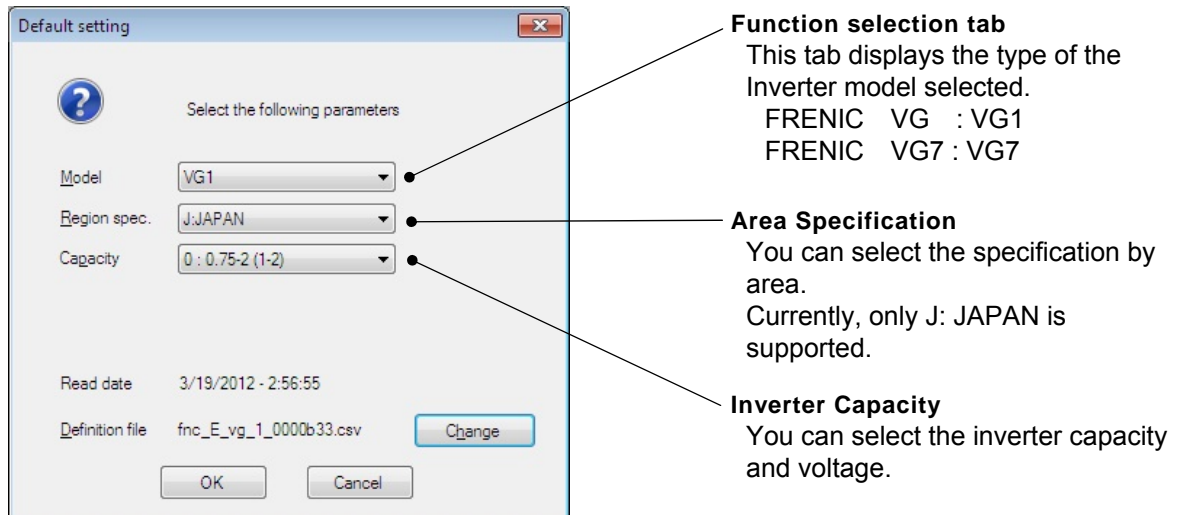 Default setting
Select the following parameters
Model VG1
Region spec. J:JAPAN
Capacity 0 : 0.75-2 (1-2)
Read date 3/19/2012 - 2:56:55
Definition file fnc_E_vg_1_0000b33.csv Change
OK Cancel
Function selection tab
This tab displays the type of the
Inverter model selected.
FRENIC VG : VG1
FRENIC VG7 : VG7
Area Specification
You can select the specification by
area.
Currently, only J: JAPAN is
supported.
Inverter Capacity
You can select the inverter capacity
and voltage.